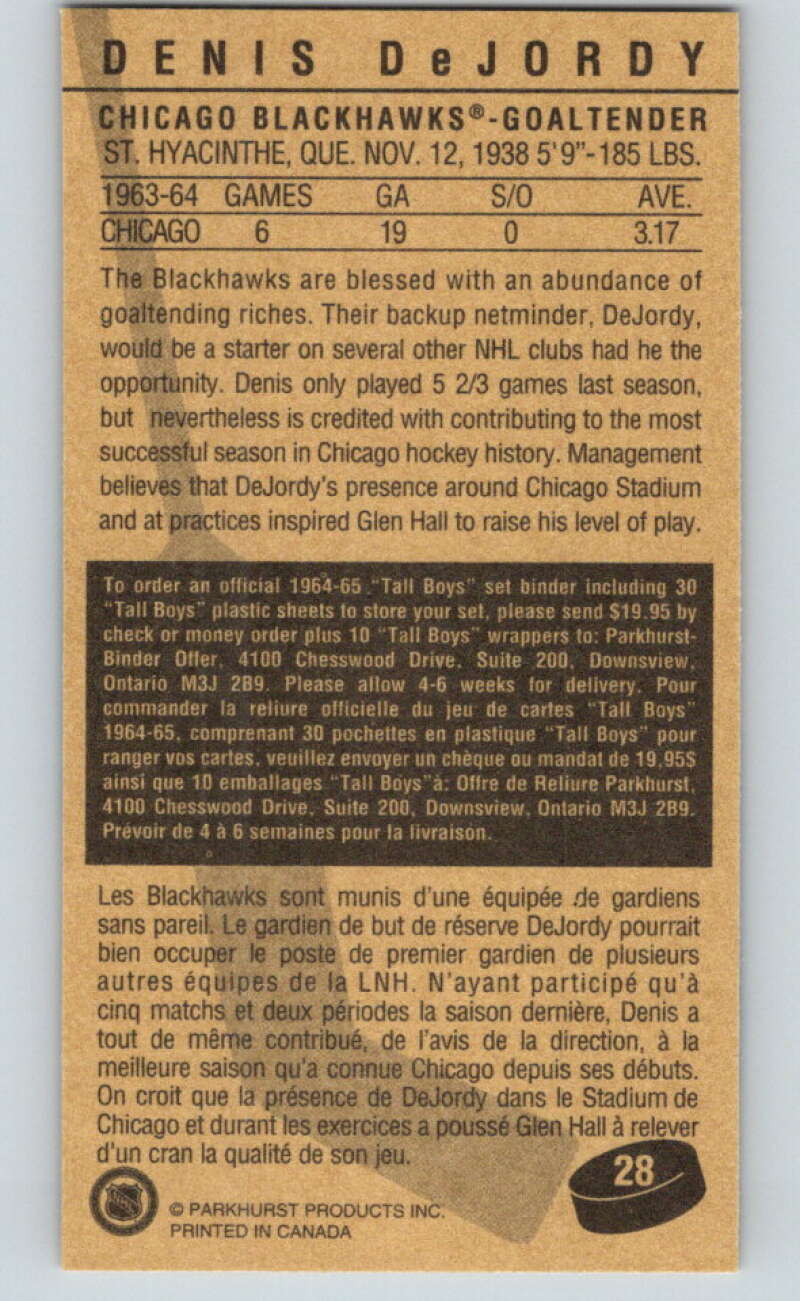 DENIS DeJORDY
CHICAGO BLACKHAWKS®-GOALTENDER
ST. HYACINTHE, QUE. NOV. 12, 1938 5'9"-185 LBS.
1963-64 GAMES GA S/O AVE.
CHICAGO 6 19 0 3.17
The Blackhawks are blessed with an abundance of
goaltending riches. Their backup netminder, DeJordy,
would be a starter on several other NHL clubs had he the
opportunity. Denis only played 5 2/3 games last season,
but nevertheless is credited with contributing to the most
successful season in Chicago hockey history. Management
believes that DeJordy's presence around Chicago Stadium
and at practices inspired Glen Hall to raise his level of play.
To order an official 1964-65 "Tall Boys" set binder including 30
"Tall Boys" plastic sheets to store your set, please send $19.95 by
check or money order plus 10 "Tall Boys" wrappers to: Parkhurst-
Binder Offer, 4100 Chesswood Drive, Suite 200, Downsview,
Ontario M3J 2B9. Please allow 4-6 weeks for delivery. Pour
commander la reliure officielle du jeu de cartes "Tall Boys"
1964-65, comprenant 30 pochettes en plastique "Tall Boys" pour
ranger vos cartes, veuillez envoyer un chèque ou mandat de 19,95$
ainsi que 10 emballages "Tall Boys"à: Offre de Reliure Parkhurst,
4100 Chesswood Drive, Suite 200, Downsview, Ontario M3J 2B9.
Prévoir de 4 à 6 semaines pour la livraison.
Les Blackhawks sont munis d'une équipée de gardiens
sans pareil. Le gardien de but de réserve DeJordy pourrait
bien occuper le poste de premier gardien de plusieurs
autres équipes de la LNH. N'ayant participé qu'à
cinq matchs et deux périodes la saison dernière, Denis a
tout de même contribué, de l'avis de la direction, à la
meilleure saison qu'a connue Chicago depuis ses débuts.
On croit que la présence de DeJordy dans le Stadium de
Chicago et durant les exercices a poussé Glen Hall à relever
d'un cran la qualité de son jeu.
28
© PARKHURST PRODUCTS INC.
PRINTED IN CANADA